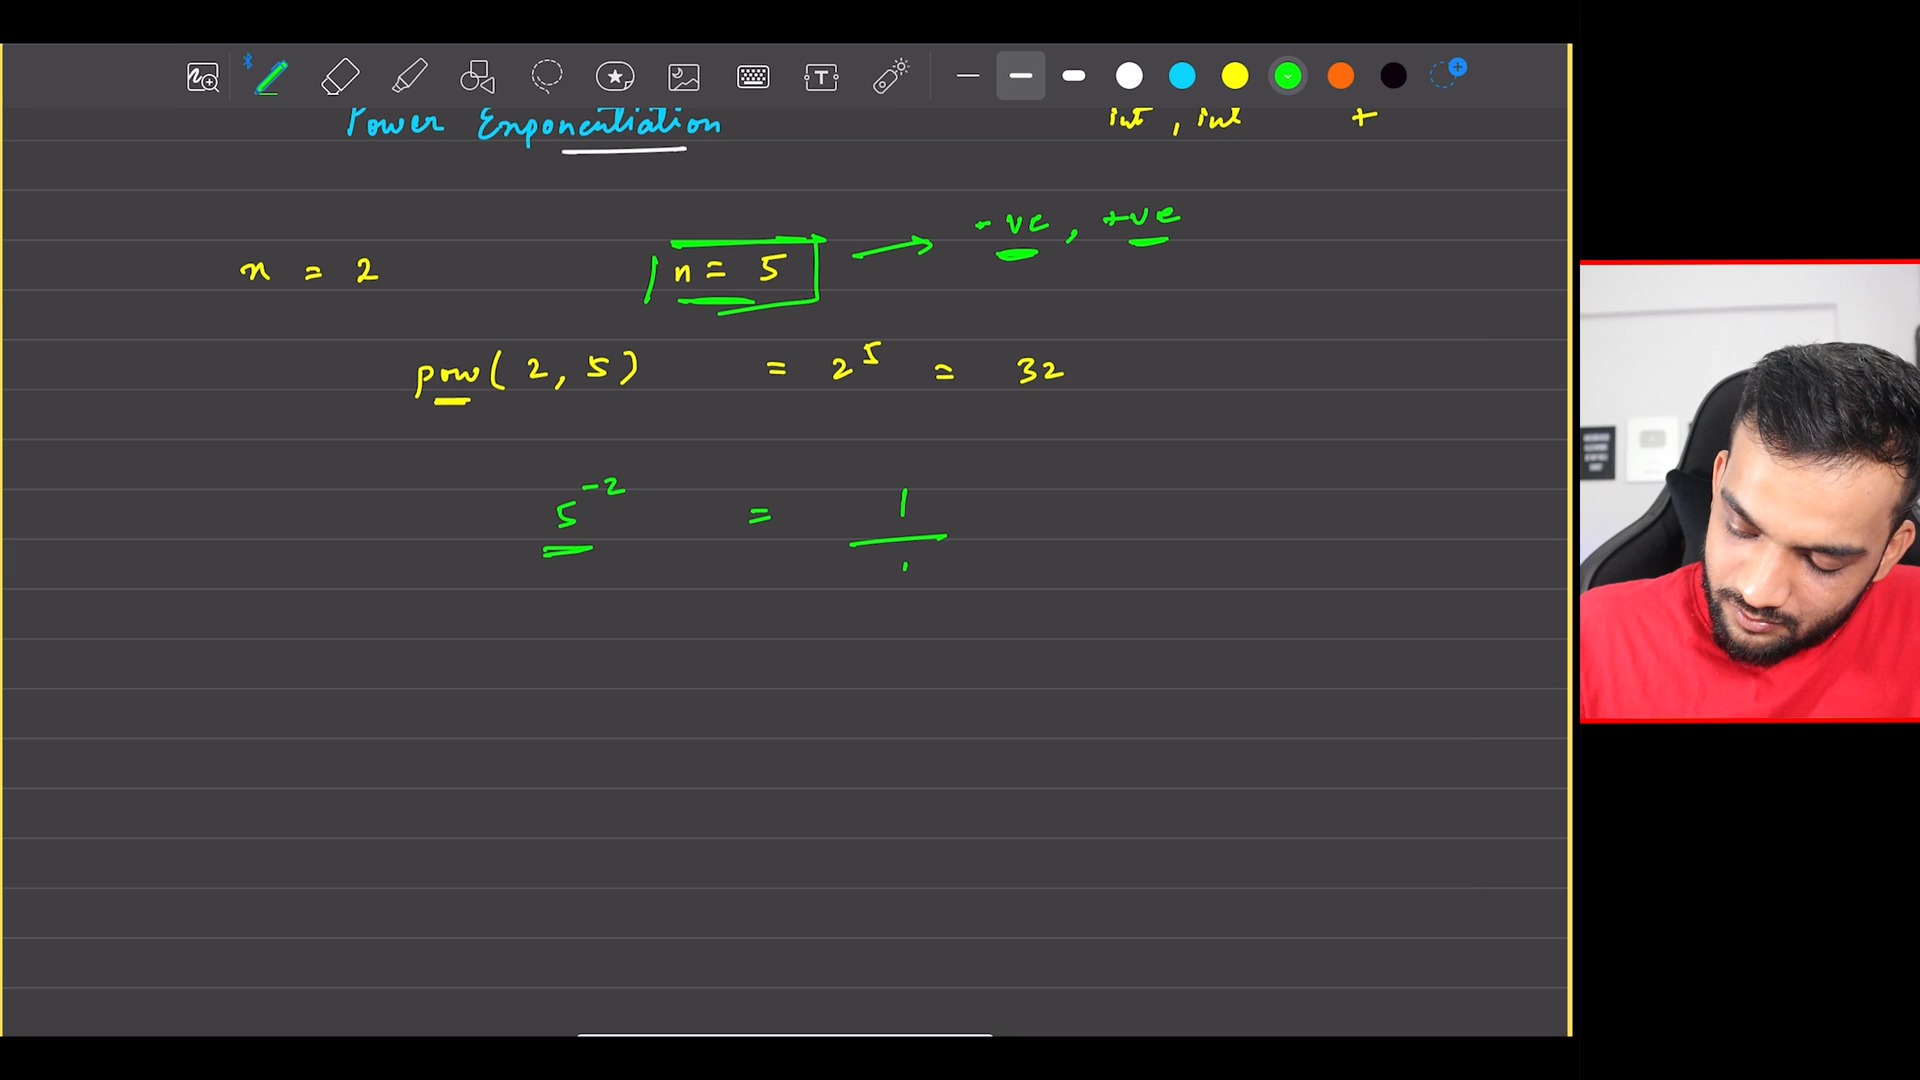 Power Exponentiation int, int +
-ve, +ve
x = 2 n = 5
pow(2, 5) = 2^5 = 32
5^-2 = 1